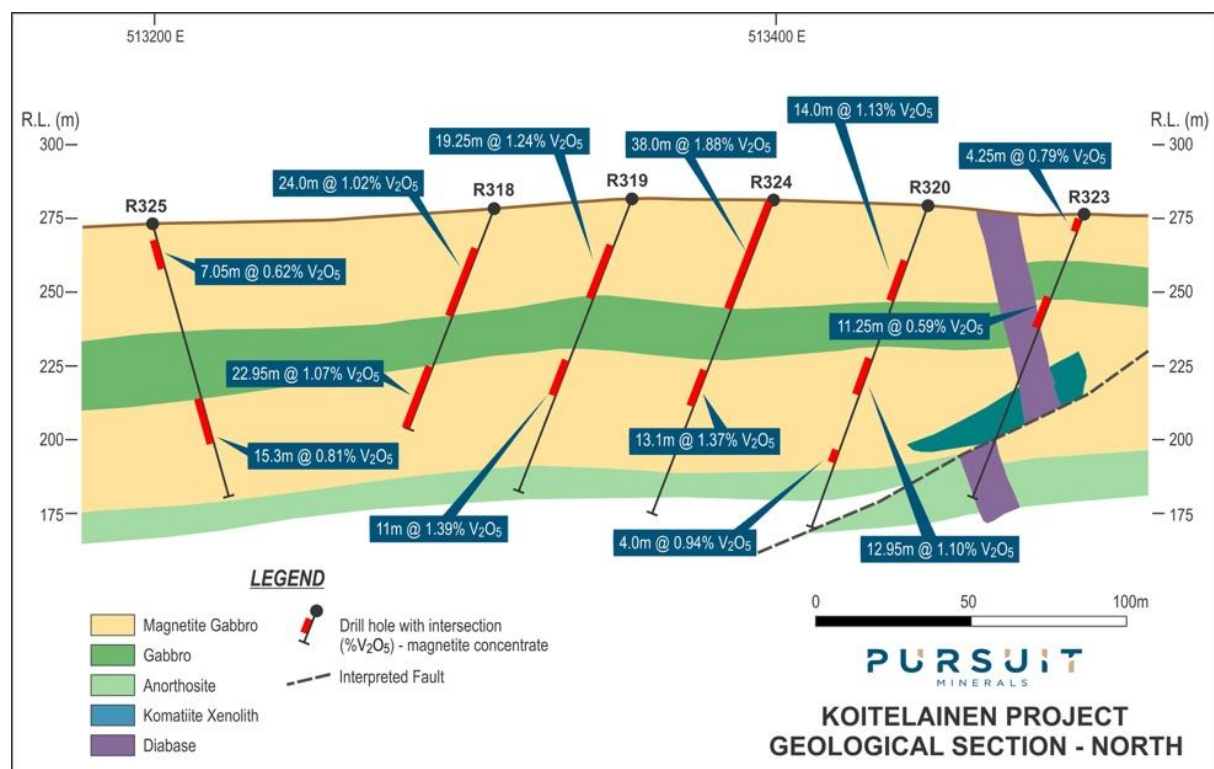 513200 E
513400 E
R.L. (m)
R.L. (m)
300
300
275
275
250
250
225
225
200
200
175
175
R325
R318
R319
R324
R320
R323
24.0m @ 1.02% V₂O₅
19.25m @ 1.24% V₂O₅
38.0m @ 1.88% V₂O₅
14.0m @ 1.13% V₂O₅
4.25m @ 0.79% V₂O₅
7.05m @ 0.62% V₂O₅
11.25m @ 0.59% V₂O₅
22.95m @ 1.07% V₂O₅
15.3m @ 0.81% V₂O₅
13.1m @ 1.37% V₂O₅
11m @ 1.39% V₂O₅
4.0m @ 0.94% V₂O₅
12.95m @ 1.10% V₂O₅
LEGEND
Magnetite Gabbro
Gabbro
Anorthosite
Komatiite Xenolith
Diabase
Drill hole with intersection
(%V₂O₅) - magnetite concentrate
Interpreted Fault
0
50
100m
PURSUIT
MINERALS
KOITELAINEN PROJECT
GEOLOGICAL SECTION - NORTH